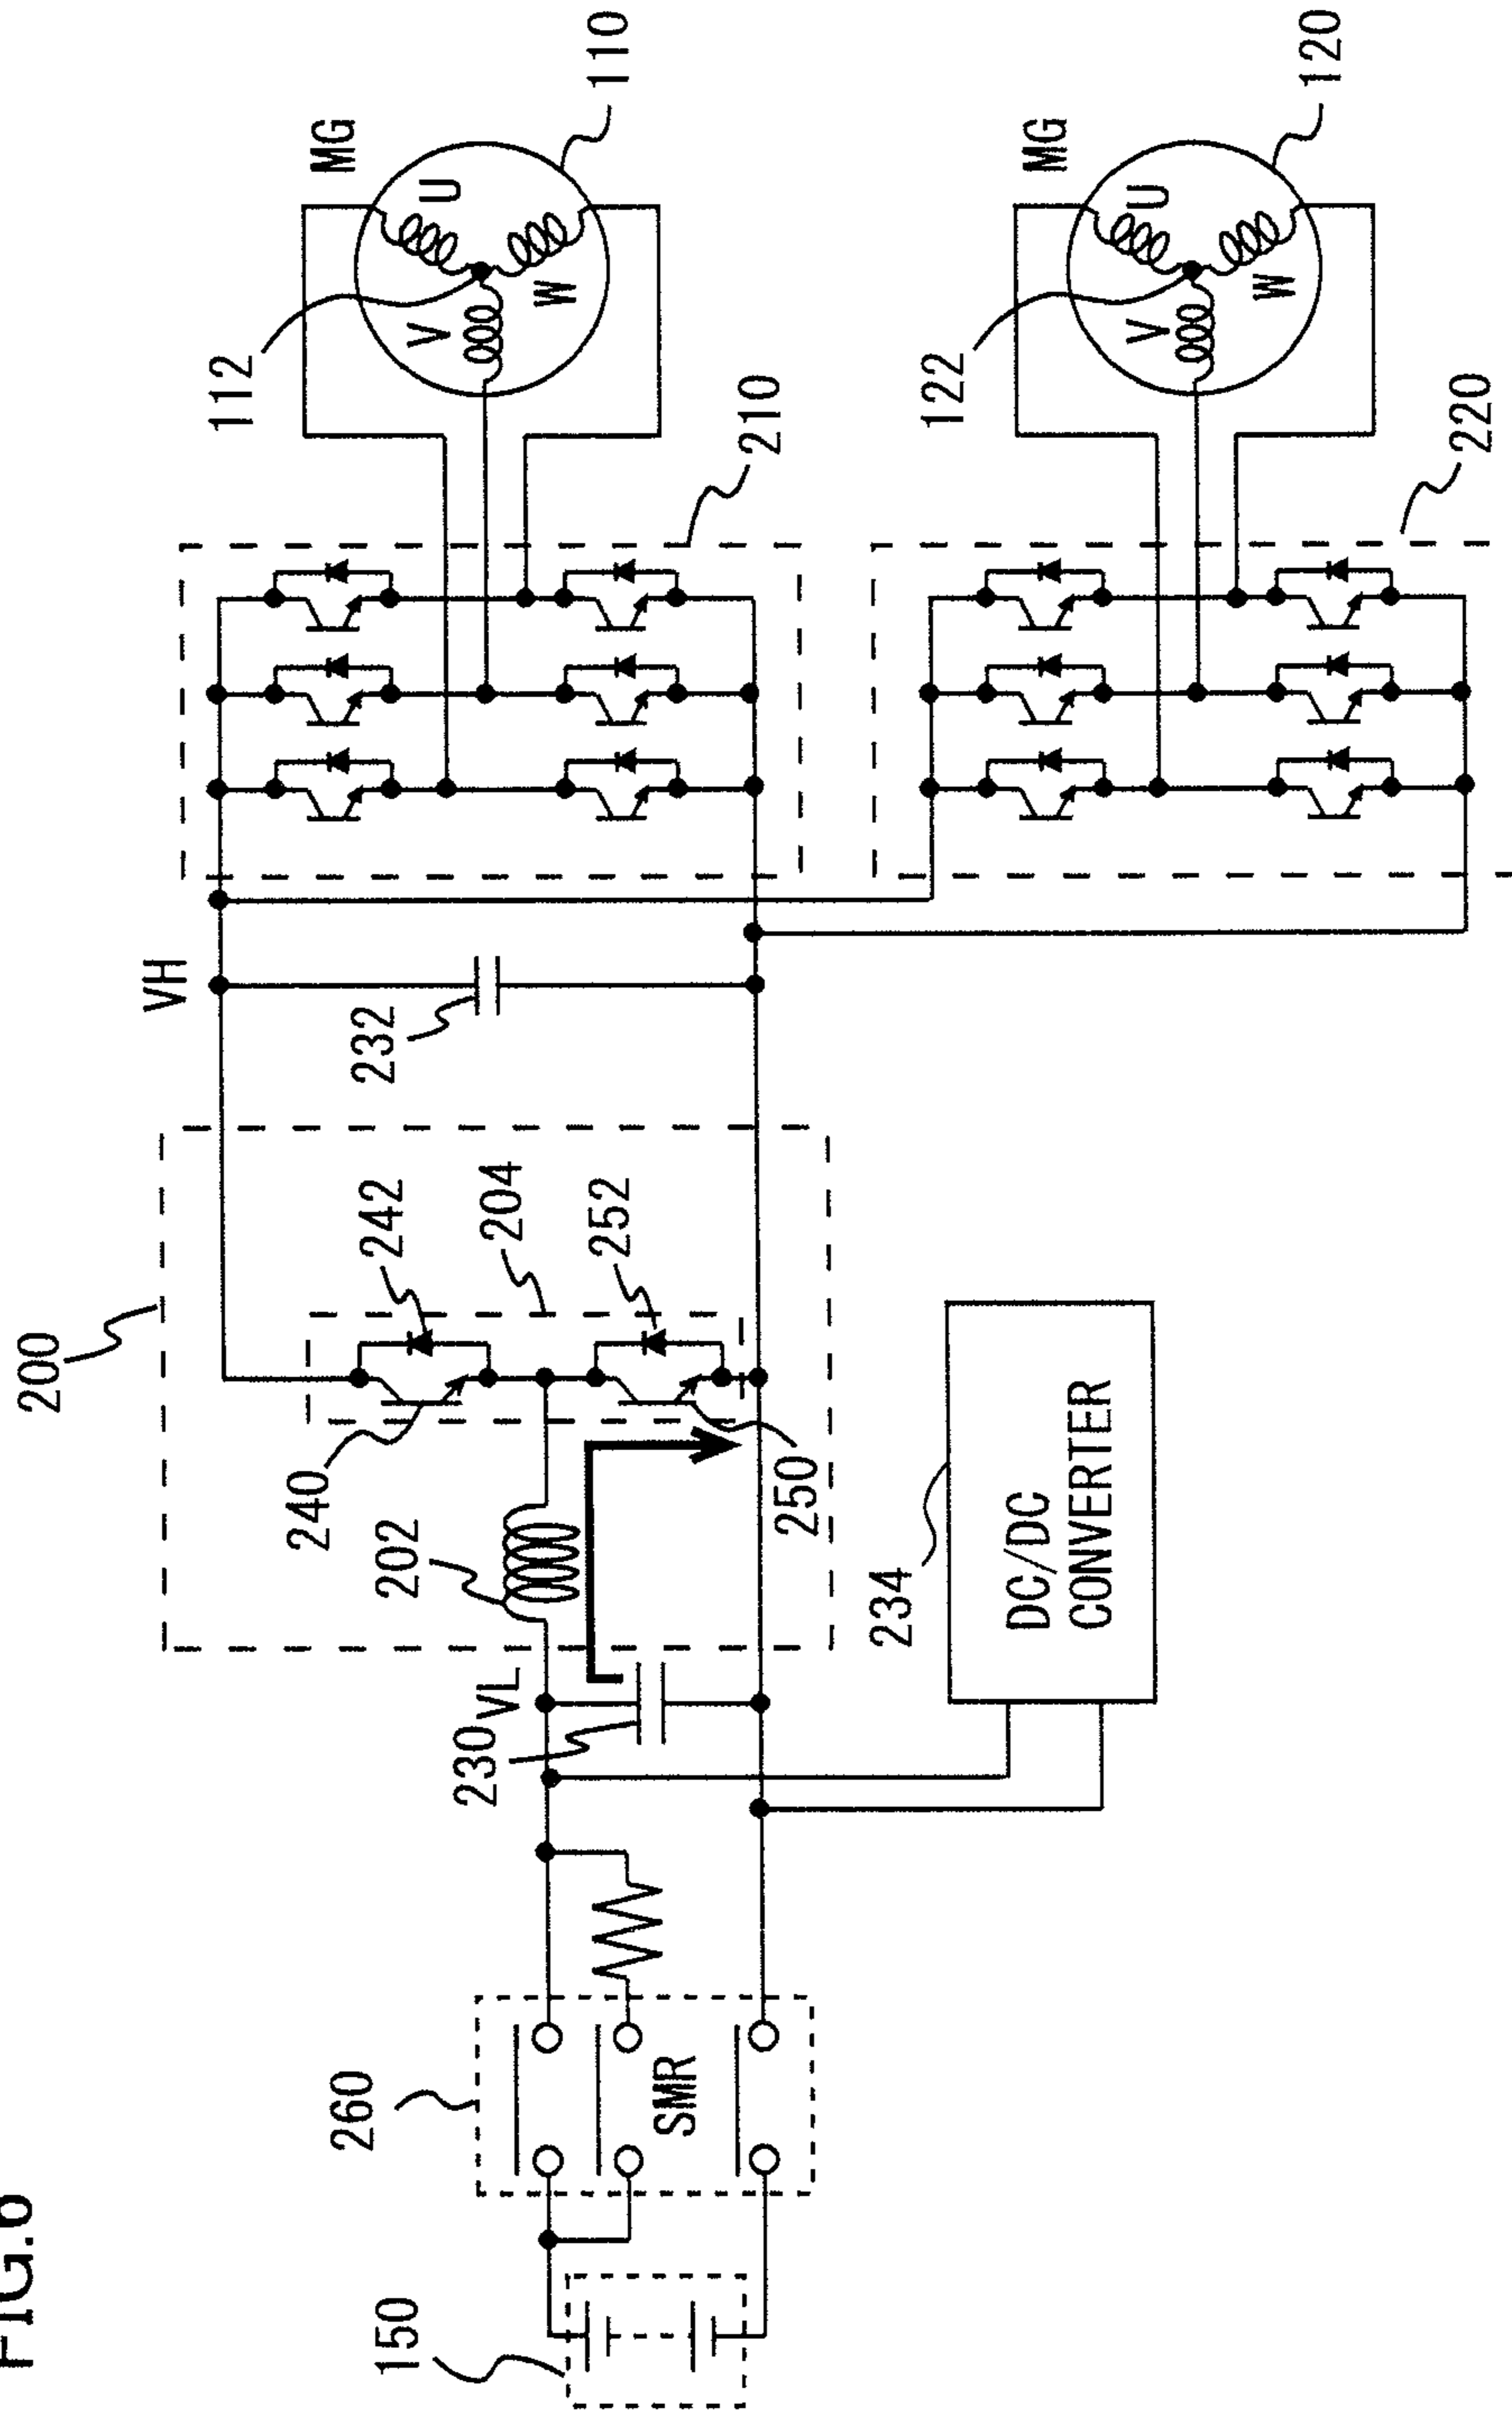 FIG.6
200
VH
MG
112
U
V
W
110
210
232
242
204
252
240
202
250
230
VL
260
SMR
150
234
DC/DC
CONVERTER
MG
122
U
V
W
120
220